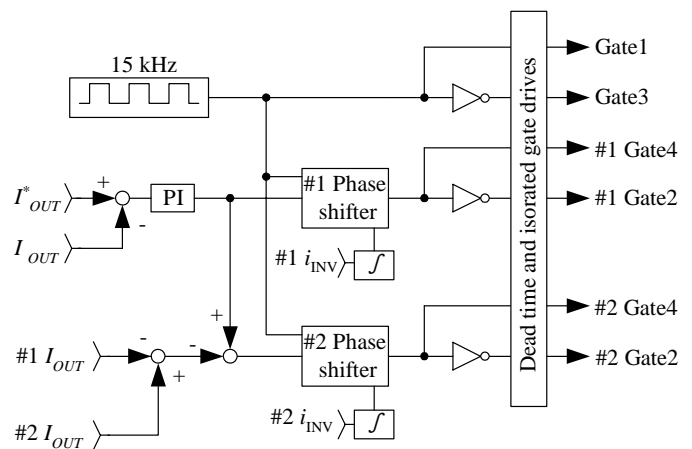 15 kHz
Gate1
Gate3
#1 Gate4
#1 Gate2
#2 Gate4
#2 Gate2
Dead time and isorated gate drives
I*OUT
+
-
PI
IOUT
#1 Phase
shifter
#1 iINV
∫
+
#1 IOUT
-
+
-
#2 IOUT
#2 Phase
shifter
#2 iINV
∫